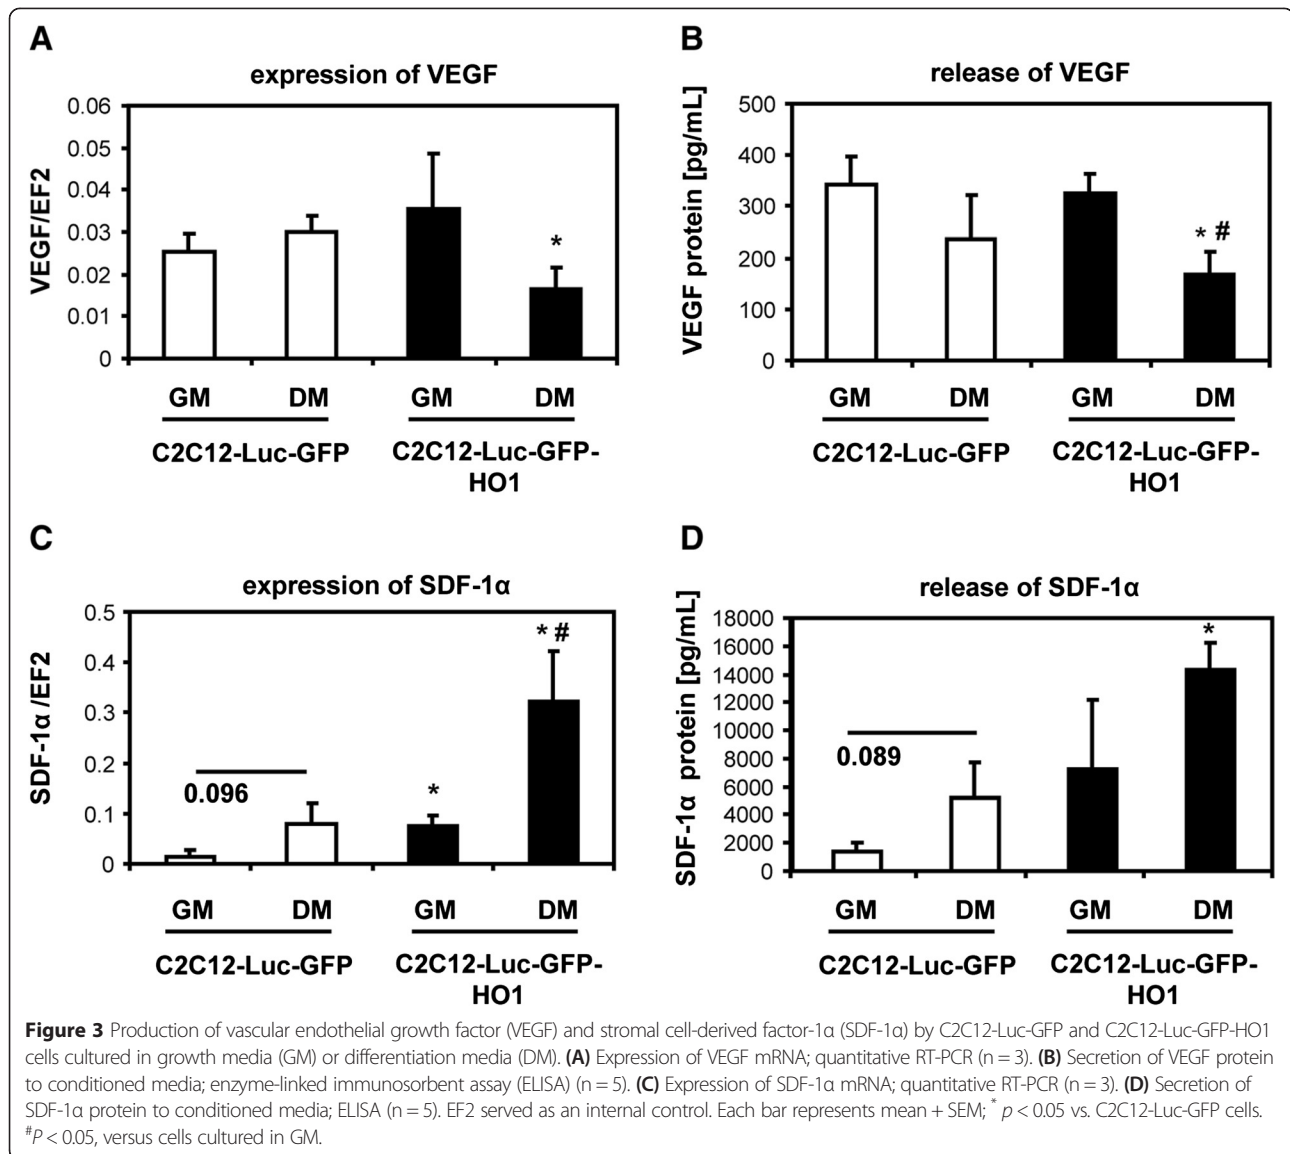 A
expression of VEGF
VEGF/EF2
0.06
0.05
0.04
0.03
0.02
0.01
0
*
GM DM GM DM
C2C12-Luc-GFP C2C12-Luc-GFP-
HO1
B
release of VEGF
VEGF protein [pg/mL]
500
400
300
200
100
0
* #
GM DM GM DM
C2C12-Luc-GFP C2C12-Luc-GFP-
HO1
C
expression of SDF-1α
SDF-1α /EF2
0.5
0.4
0.3
0.2
0.1
0
0.096
*
* #
GM DM GM DM
C2C12-Luc-GFP C2C12-Luc-GFP-
HO1
D
release of SDF-1α
SDF-1α protein [pg/mL]
18000
16000
14000
12000
10000
8000
6000
4000
2000
0
0.089
*
GM DM GM DM
C2C12-Luc-GFP C2C12-Luc-GFP-
HO1
Figure 3 Production of vascular endothelial growth factor (VEGF) and stromal cell-derived factor-1α (SDF-1α) by C2C12-Luc-GFP and C2C12-Luc-GFP-HO1
cells cultured in growth media (GM) or differentiation media (DM). (A) Expression of VEGF mRNA; quantitative RT-PCR (n = 3). (B) Secretion of VEGF protein
to conditioned media; enzyme-linked immunosorbent assay (ELISA) (n = 5). (C) Expression of SDF-1α mRNA; quantitative RT-PCR (n = 3). (D) Secretion of
SDF-1α protein to conditioned media; ELISA (n = 5). EF2 served as an internal control. Each bar represents mean + SEM; * p < 0.05 vs. C2C12-Luc-GFP cells.
#P < 0.05, versus cells cultured in GM.